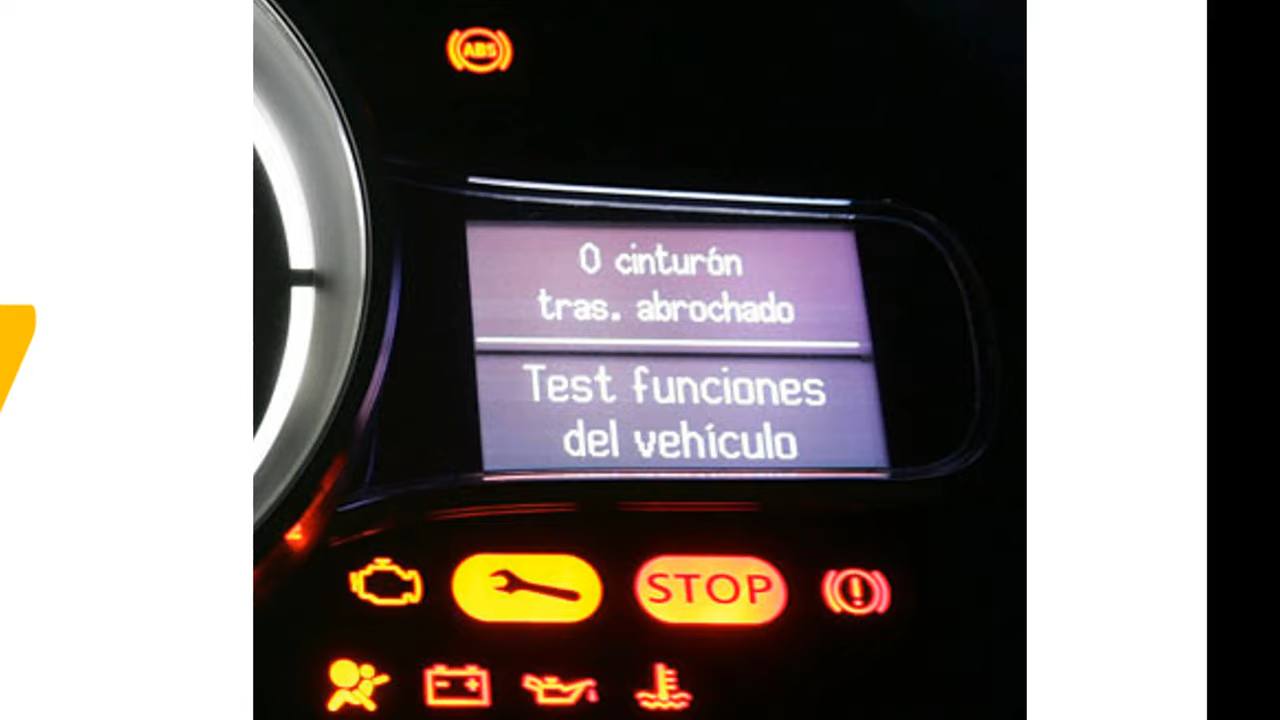 ABS
0 cinturón
tras. abrochado
Test funciones
del vehículo
STOP